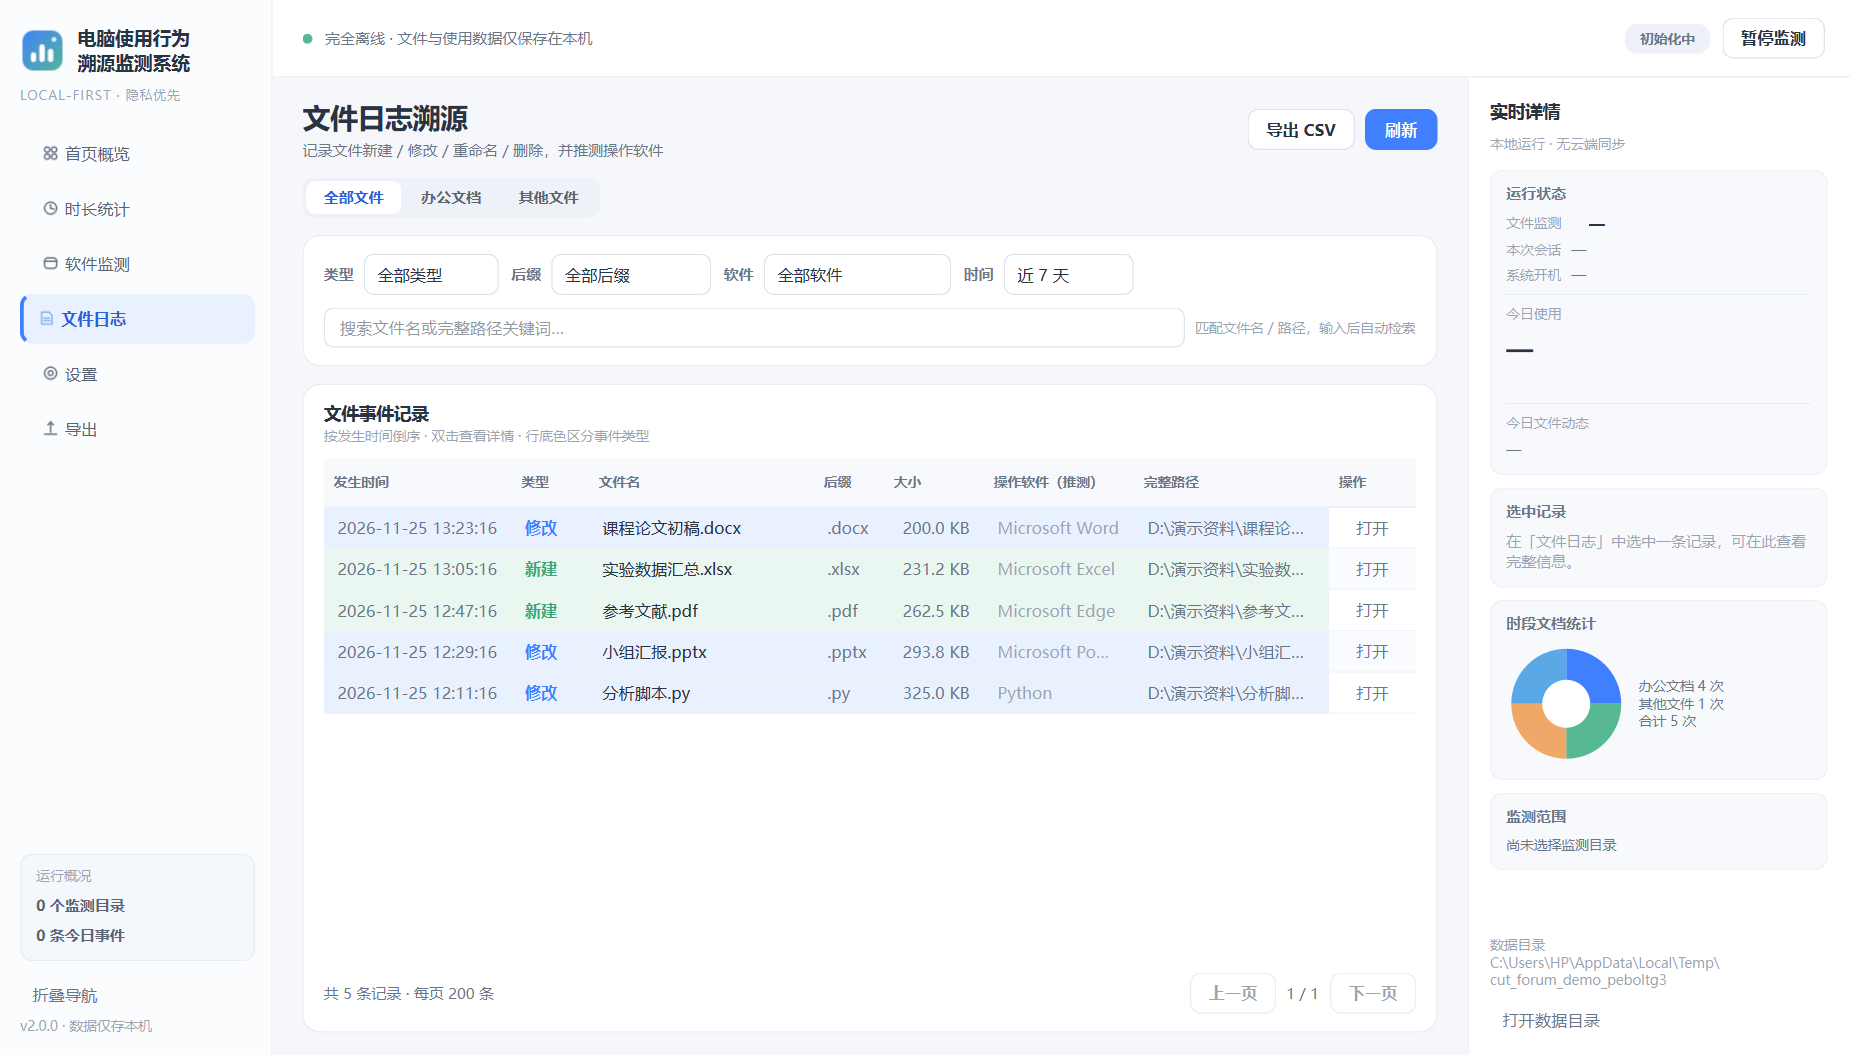 电脑使用行为
溯源监测系统
LOCAL-FIRST · 隐私优先
首页概览
时长统计
软件监测
文件日志
设置
导出
运行概况
0 个监测目录
0 条今日事件
折叠导航
v2.0.0 · 数据仅存本机
完全离线 · 文件与使用数据仅保存在本机
初始化中
暂停监测
文件日志溯源
记录文件新建 / 修改 / 重命名 / 删除，并推测操作软件
导出 CSV
刷新
全部文件 办公文档 其他文件
类型 全部类型 后缀 全部后缀 软件 全部软件 时间 近 7 天
搜索文件名或完整路径关键词... 匹配文件名 / 路径，输入后自动检索
文件事件记录
按发生时间倒序 · 双击查看详情 · 行底色区分事件类型
发生时间 类型 文件名 后缀 大小 操作软件（推测） 完整路径 操作
2026-11-25 13:23:16 修改 课程论文初稿.docx .docx 200.0 KB Microsoft Word D:\演示资料\课程论... 打开
2026-11-25 13:05:16 新建 实验数据汇总.xlsx .xlsx 231.2 KB Microsoft Excel D:\演示资料\实验数... 打开
2026-11-25 12:47:16 新建 参考文献.pdf .pdf 262.5 KB Microsoft Edge D:\演示资料\参考文... 打开
2026-11-25 12:29:16 修改 小组汇报.pptx .pptx 293.8 KB Microsoft Po... D:\演示资料\小组汇... 打开
2026-11-25 12:11:16 修改 分析脚本.py .py 325.0 KB Python D:\演示资料\分析脚... 打开
共 5 条记录 · 每页 200 条
上一页 1 / 1 下一页
实时详情
本地运行 · 无云端同步
运行状态
文件监测 —
本次会话 —
系统开机 —
今日使用
—
今日文件动态
—
选中记录
在「文件日志」中选中一条记录，可在此查看
完整信息。
时段文档统计
办公文档 4 次
其他文件 1 次
合计 5 次
监测范围
尚未选择监测目录
数据目录
C:\Users\HP\AppData\Local\Temp\
cut_forum_demo_peboltg3
打开数据目录